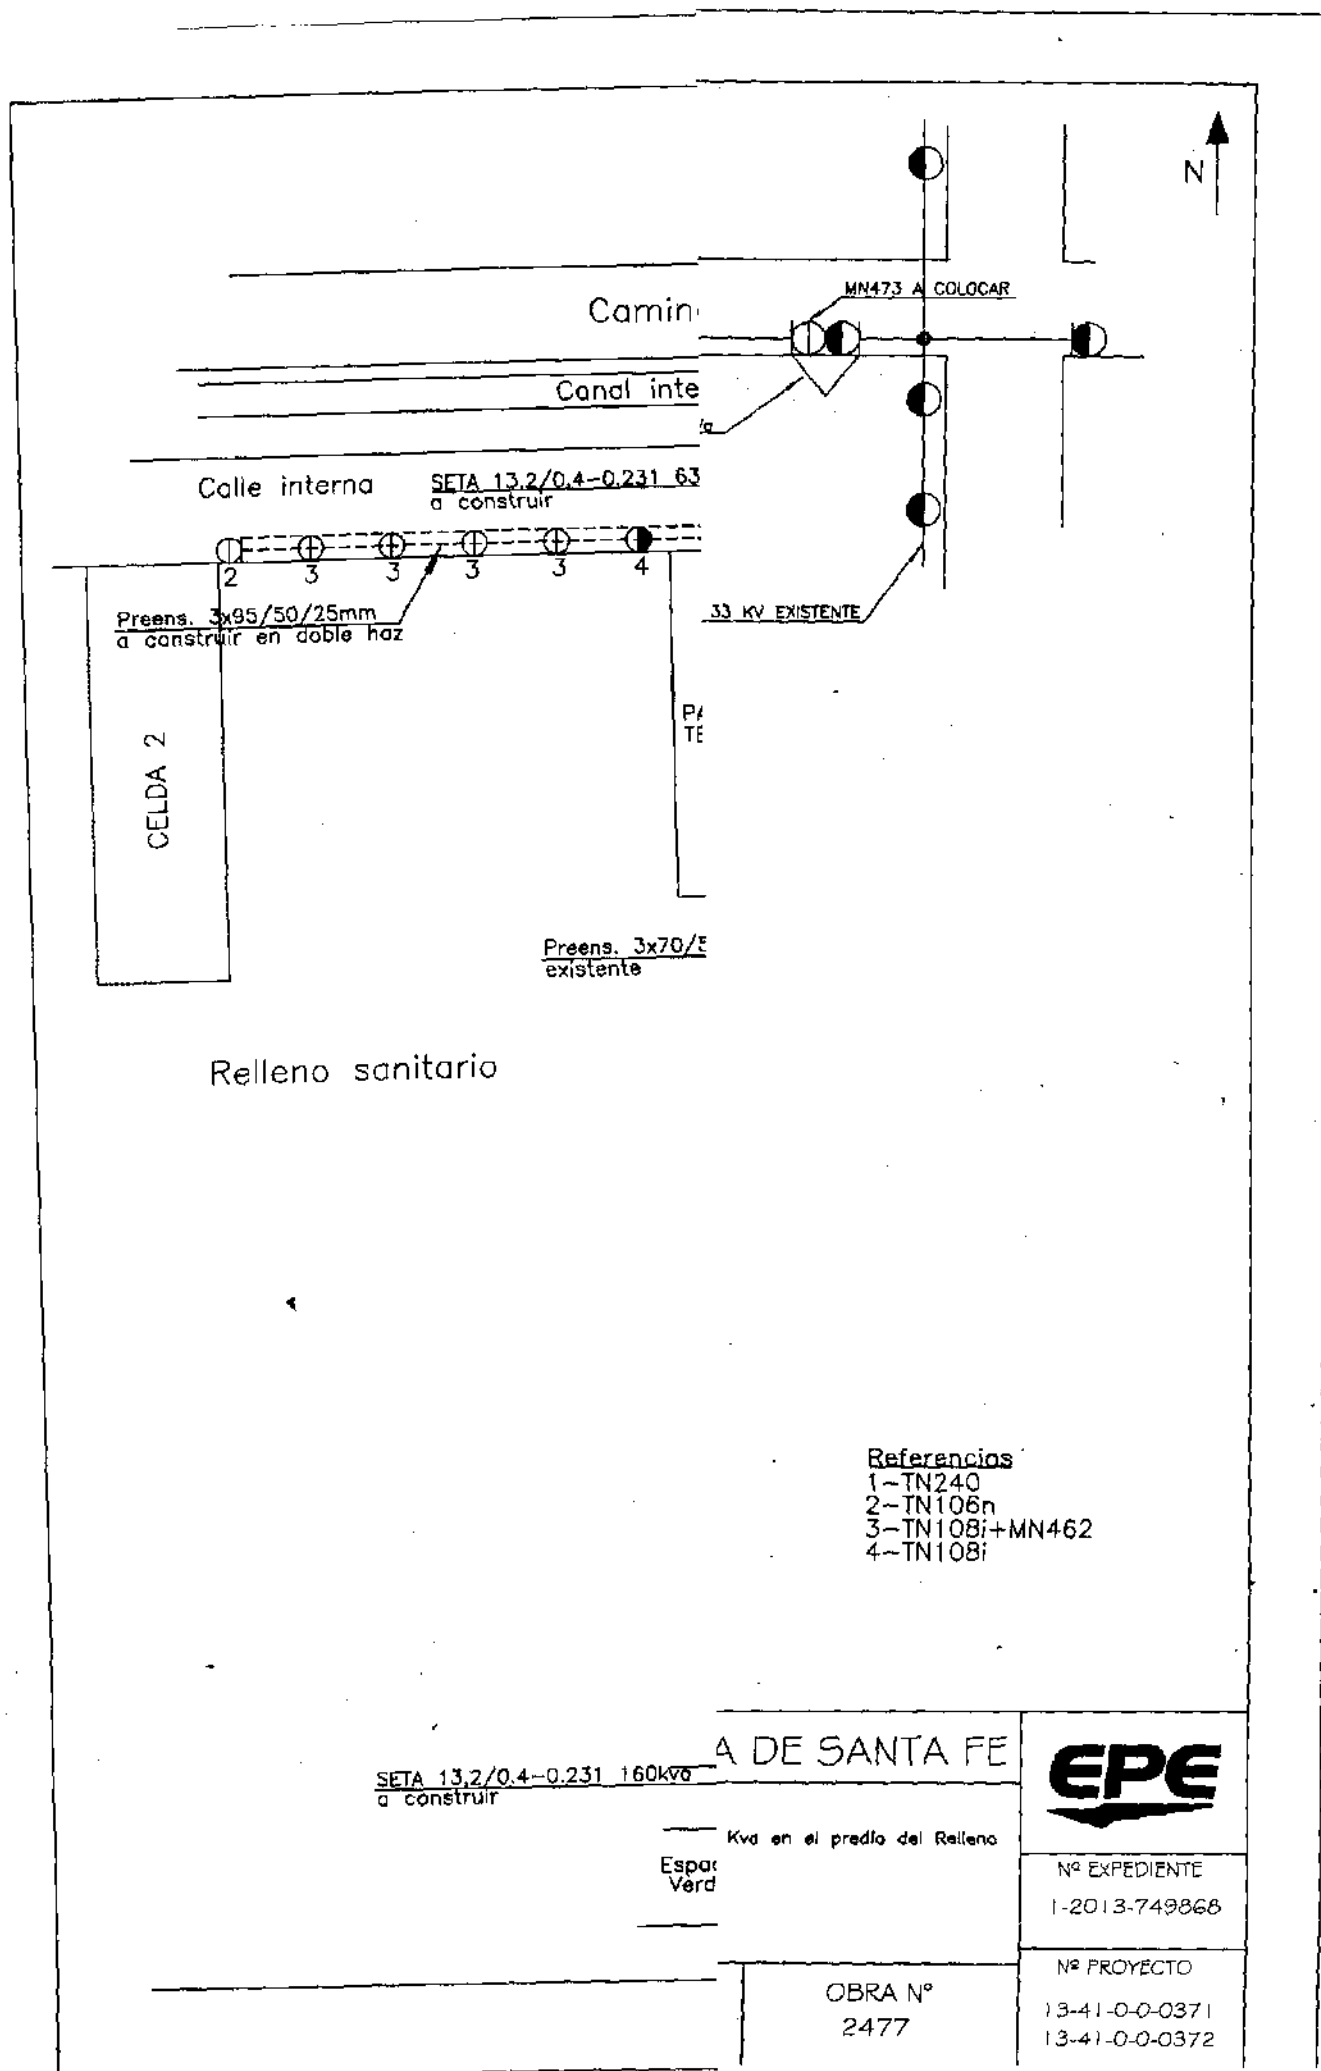 N
MN473 A COLOCAR
Camin
Canal inte
Calle interna
SETA 13,2/0,4-0,231 63
a construir
2 3 3 3 3 4
Preens. 3x95/50/25mm
a construir en doble haz
33 KV EXISTENTE
CELDA 2
Preens. 3x70/
existente
Relleno sanitario
Referencias
1-TN240
2-TN106n
3-TN108i+MN462
4-TN108i
A DE SANTA FE
EPE
SETA 13,2/0,4-0,231 160kva
a construir
Kva en el predio del Relleno
Espac
Verd
Nº EXPEDIENTE
1-2013-749868
OBRA Nº
2477
Nº PROYECTO
13-41-0-0-0371
13-41-0-0-0372